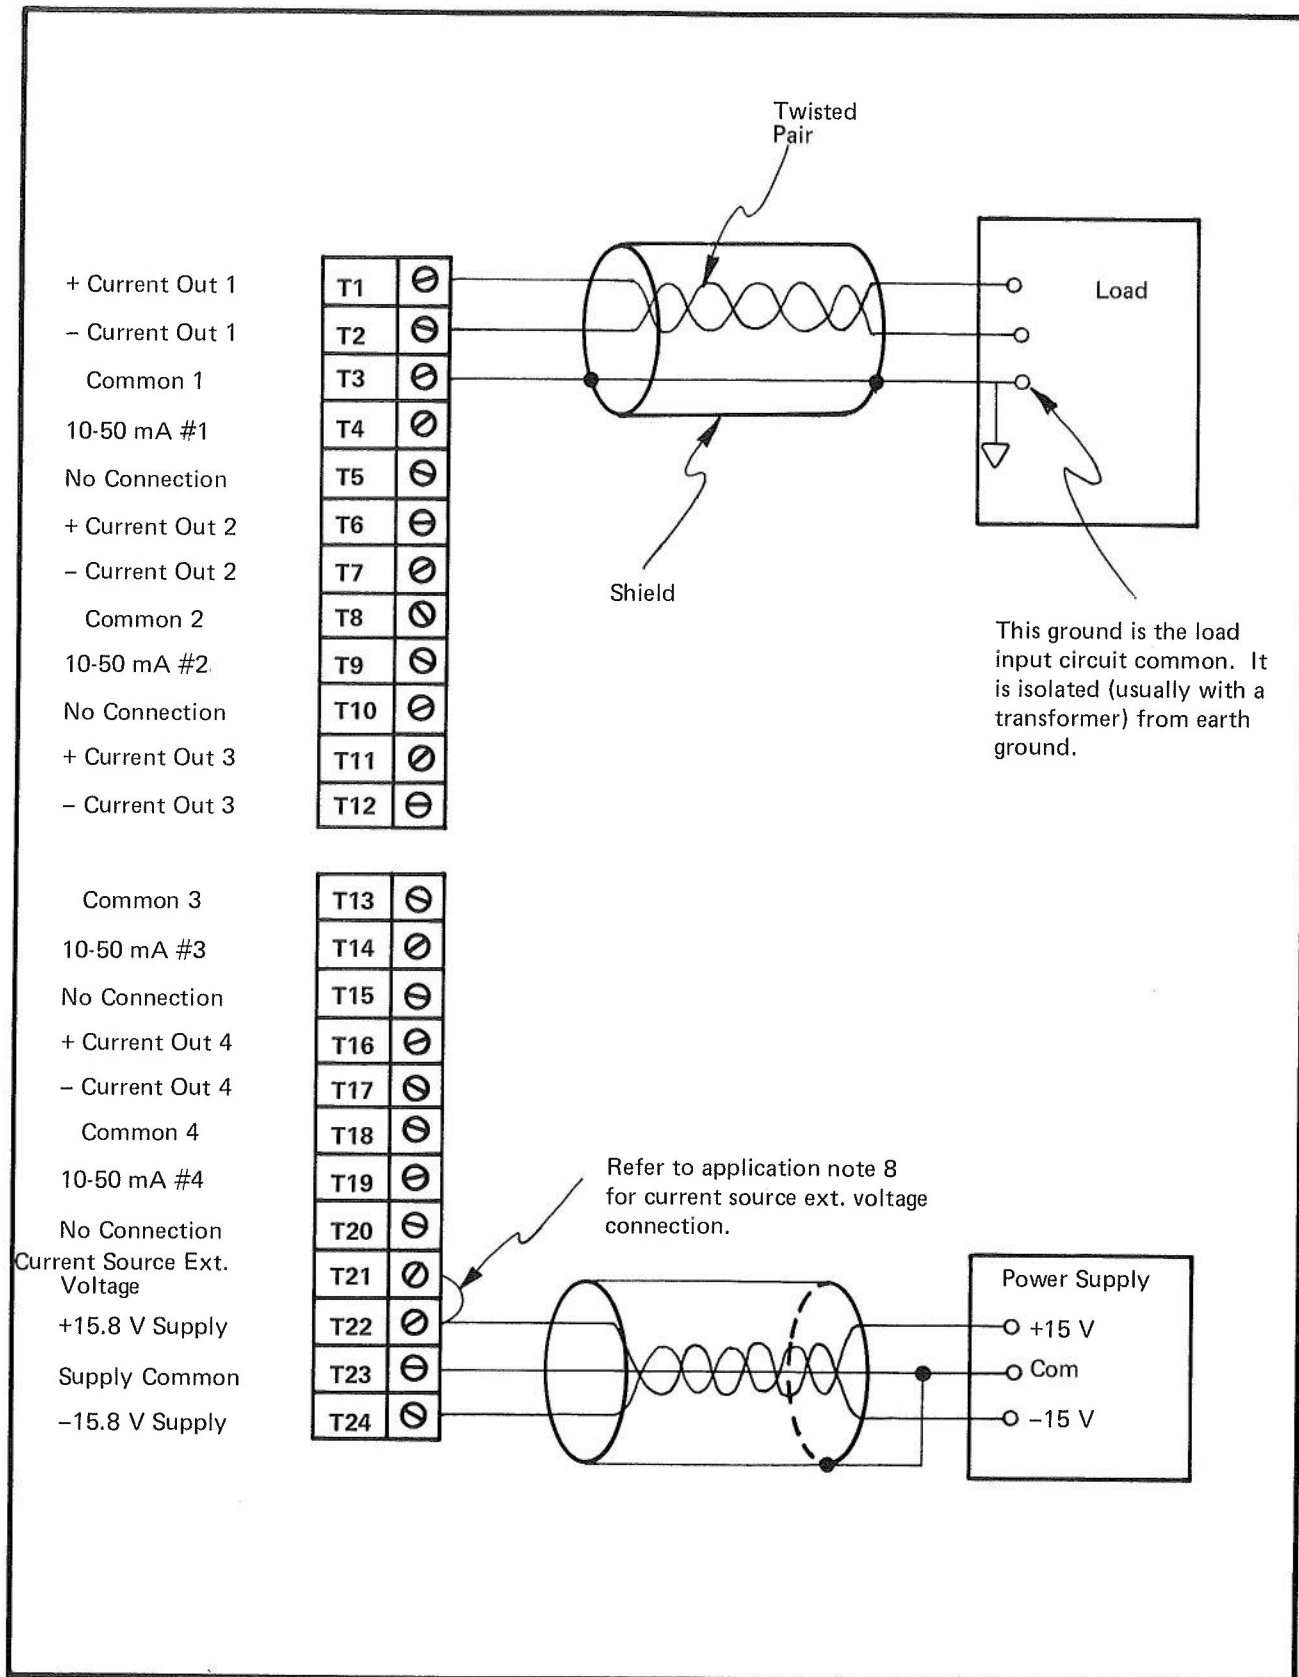 Twisted
Pair
+ Current Out 1 T1
– Current Out 1 T2
Common 1 T3
10-50 mA #1 T4
No Connection T5
+ Current Out 2 T6
– Current Out 2 T7
Common 2 T8
10-50 mA #2 T9
No Connection T10
+ Current Out 3 T11
– Current Out 3 T12
Load
Shield
This ground is the load
input circuit common. It
is isolated (usually with a
transformer) from earth
ground.
Common 3 T13
10-50 mA #3 T14
No Connection T15
+ Current Out 4 T16
– Current Out 4 T17
Common 4 T18
10-50 mA #4 T19
No Connection T20
Current Source Ext.
Voltage T21
+15.8 V Supply T22
Supply Common T23
–15.8 V Supply T24
Refer to application note 8
for current source ext. voltage
connection.
Power Supply
+15 V
Com
–15 V